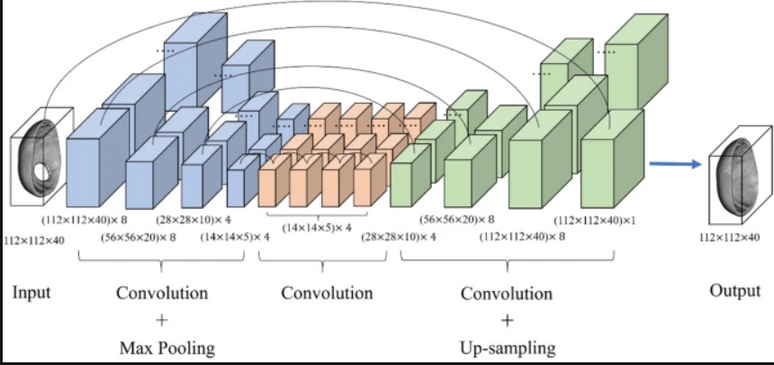 (112×112×40)× 8
(28×28×10)× 4
(14×14×5)× 4
(56×56×20)× 8
(112×112×40)×1
112×112×40
(56×56×20)× 8
(14×14×5)× 4
(28×28×10)× 4
(112×112×40)× 8
112×112×40
Input
Convolution
+
Max Pooling
Convolution
Convolution
+
Up-sampling
Output